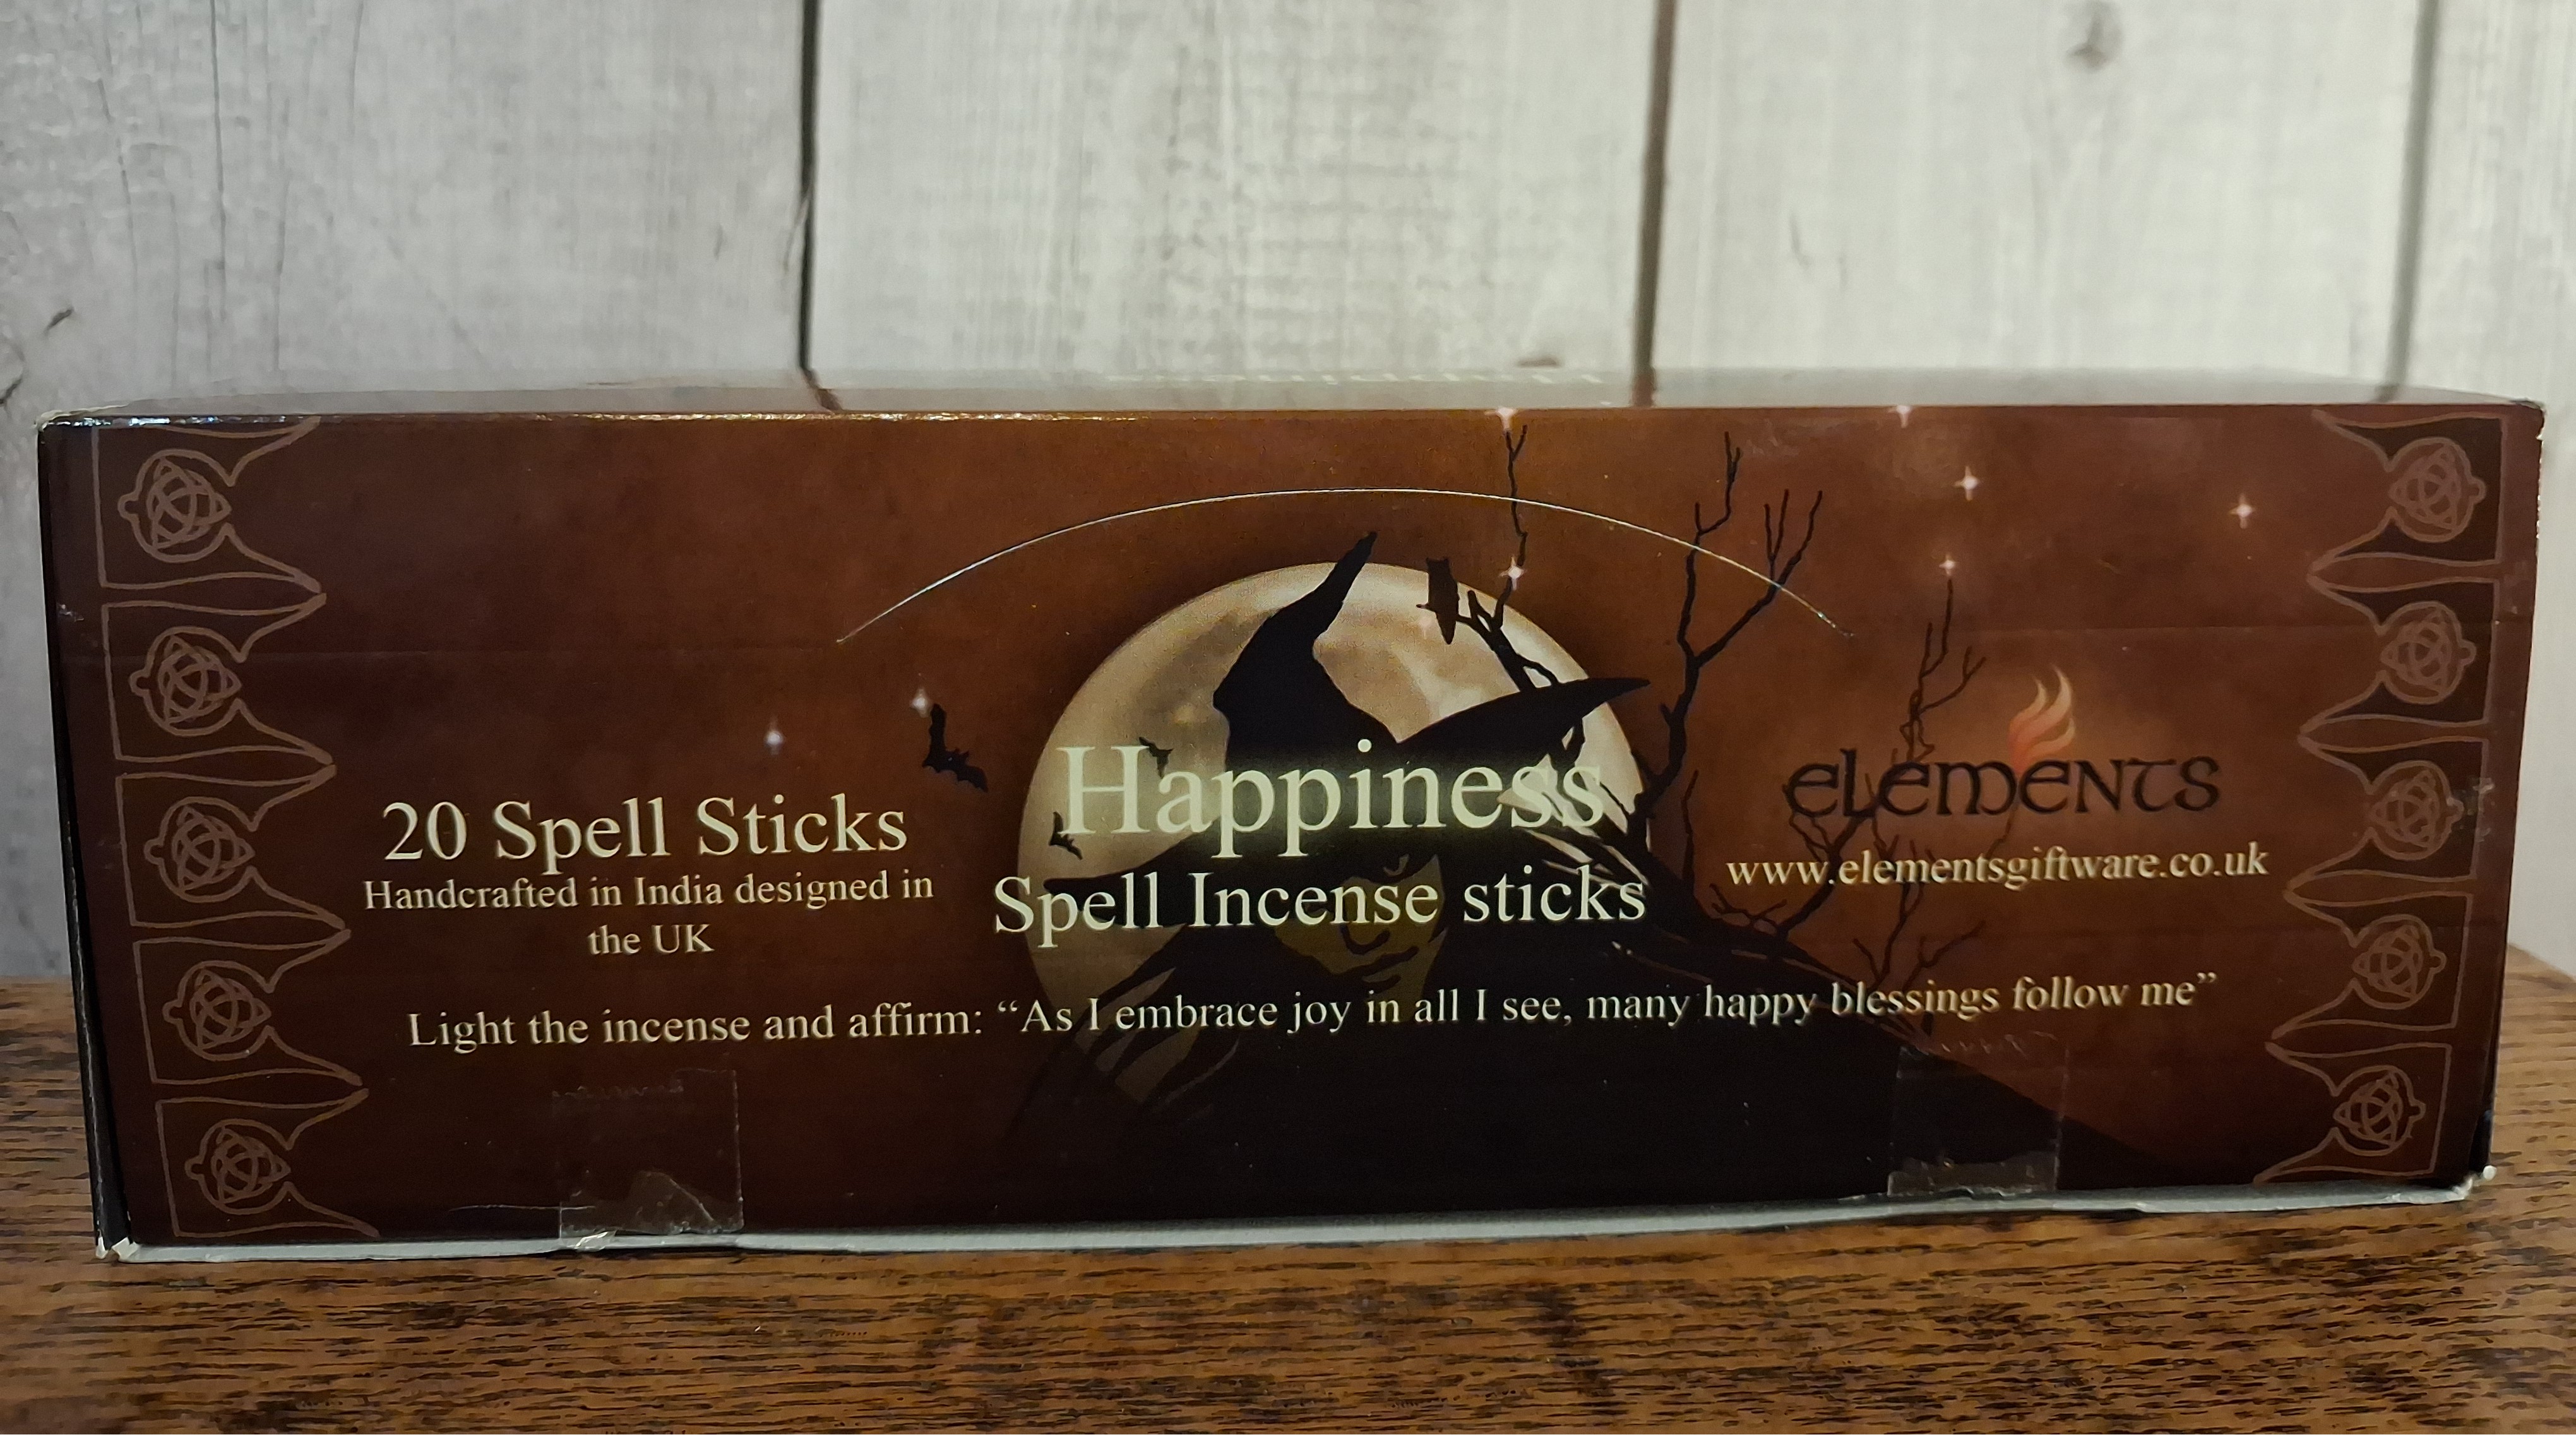 20 Spell Sticks
Handcrafted in India designed in
the UK
Happiness
Spell Incense sticks
elements
www.elementsgiftware.co.uk
Light the incense and affirm: “As I embrace joy in all I see, many happy blessings follow me”